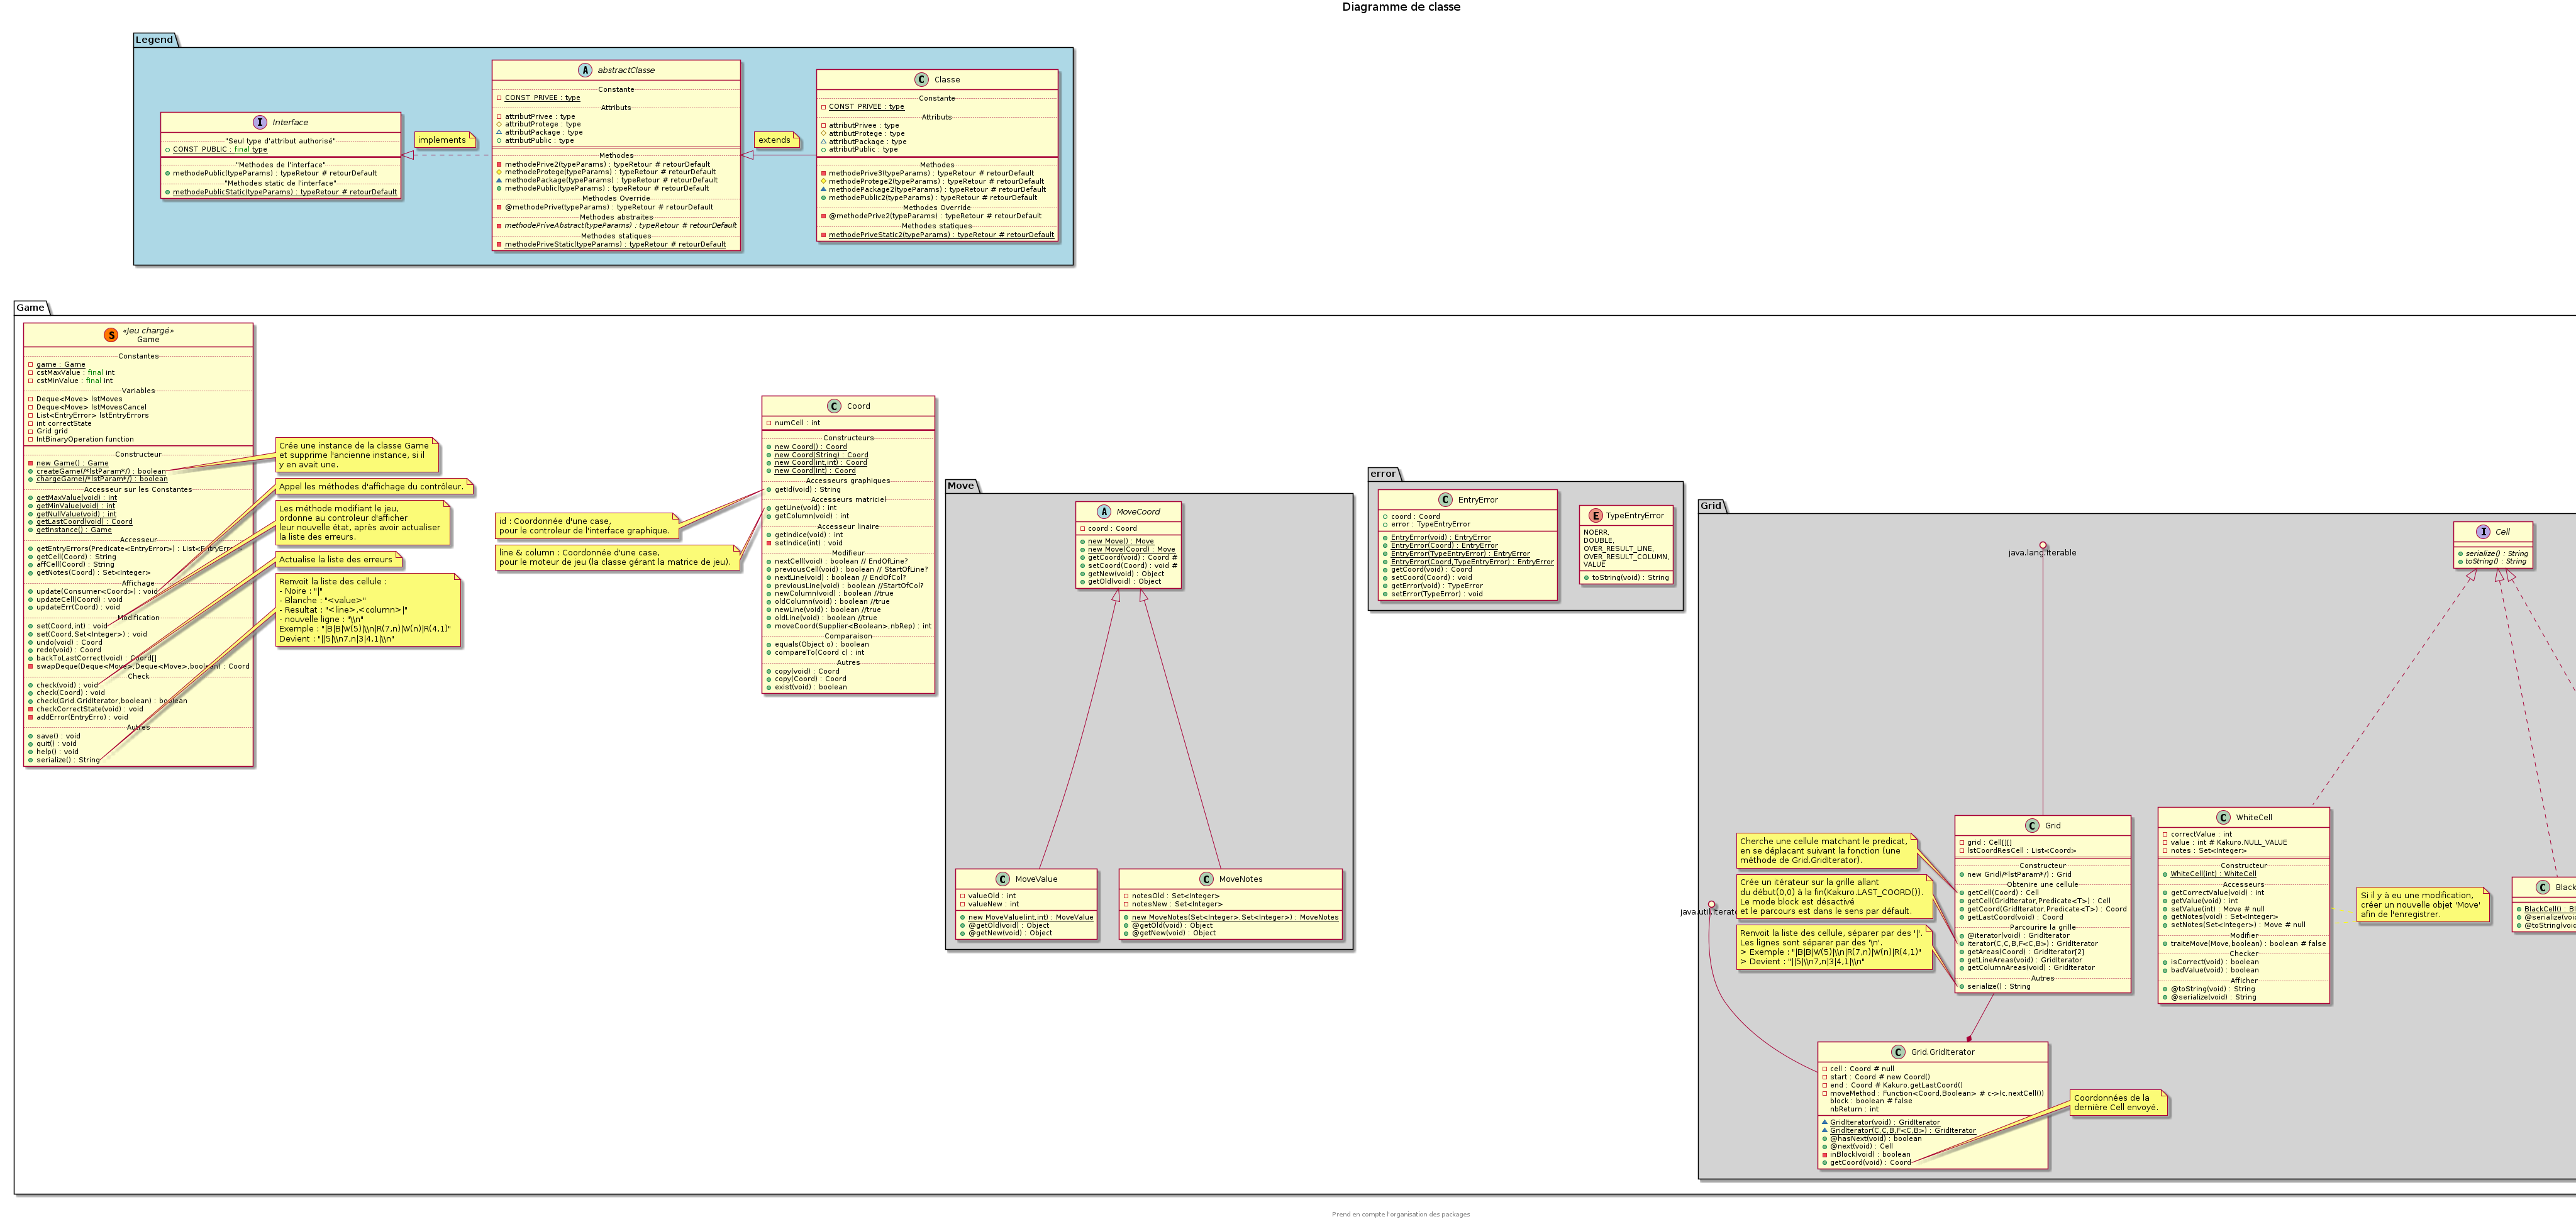 Diagramme de classe
Legend
Interface
"Seul type d'attribut authorisé"
CONST_PUBLIC : final type
"Methodes de l'interface"
methodePublic(typeParams) : typeRetour # retourDefault
"Methodes static de l'interface"
methodePublicStatic(typeParams) : typeRetour # retourDefault
implements
abstractClasse
Constante
CONST_PRIVEE : type
Attributs
attributPrivee : type
attributProtege : type
attributPackage : type
attributPublic : type
Methodes
methodePrive2(typeParams) : typeRetour # retourDefault
methodeProtege(typeParams) : typeRetour # retourDefault
methodePackage(typeParams) : typeRetour # retourDefault
methodePublic(typeParams) : typeRetour # retourDefault
Methodes Override
@methodePrive(typeParams) : typeRetour # retourDefault
Methodes abstraites
methodePriveAbstract(typeParams) : typeRetour # retourDefault
Methodes statiques
methodePriveStatic(typeParams) : typeRetour # retourDefault
extends
Classe
Constante
CONST_PRIVEE : type
Attributs
attributPrivee : type
attributProtege : type
attributPackage : type
attributPublic : type
Methodes
methodePrive3(typeParams) : typeRetour # retourDefault
methodeProtege2(typeParams) : typeRetour # retourDefault
methodePackage2(typeParams) : typeRetour # retourDefault
methodePublic2(typeParams) : typeRetour # retourDefault
Methodes Override
@methodePrive2(typeParams) : typeRetour # retourDefault
Methodes statiques
methodePriveStatic2(typeParams) : typeRetour # retourDefault
Game
«Jeu chargé»
Game
Constantes
game : Game
cstMaxValue : final int
cstMinValue : final int
Variables
Deque<Move> lstMoves
Deque<Move> lstMovesCancel
List<EntryError> lstEntryErrors
int correctState
Grid grid
IntBinaryOperation function
Constructeur
new Game() : Game
createGame(/*lstParam*/) : boolean
chargeGame(/*lstParam*/) : boolean
Accesseur sur les Constantes
getMaxValue(void) : int
getMinValue(void) : int
getNullValue(void) : int
getLastCoord(void) : Coord
getInstance() : Game
Accesseur
getEntryErrors(Predicate<EntryError>) : List<EntryError>
getCell(Coord) : String
affCell(Coord) : String
getNotes(Coord) : Set<Integer>
Affichage
update(Consumer<Coord>) : void
updateCell(Coord) : void
updateErr(Coord) : void
Modification
set(Coord,int) : void
set(Coord,Set<Integer>) : void
undo(void) : Coord
redo(void) : Coord
backToLastCorrect(void) : Coord[]
swapDeque(Deque<Move>,Deque<Move>,boolean) : Coord
Check
check(void) : void
check(Coord) : void
check(Grid.GridIterator,boolean) : boolean
checkCorrectState(void) : void
addError(EntryErro) : void
Autres
save() : void
quit() : void
help() : void
serialize() : String
Crée une instance de la classe Game
et supprime l'ancienne instance, si il
y en avait une.
Appel les méthodes d'affichage du contrôleur.
Les méthode modifiant le jeu,
ordonne au controleur d'afficher
leur nouvelle état, après avoir actualiser
la liste des erreurs.
Actualise la liste des erreurs
Renvoit la liste des cellule :
- Noire : "|"
- Blanche : "<value>"
- Resultat : "<line>,<column>|"
- nouvelle ligne : "\\n"
Exemple : "|B|B|W(5)|\\n|R(7,n)|W(n)|R(4,1)"
Devient : "||5|\\n7,n|3|4,1|\\n"
id : Coordonnée d'une case,
pour le controleur de l'interface graphique.
line & column : Coordonnée d'une case,
pour le moteur de jeu (la classe gérant la matrice de jeu).
Coord
numCell : int
Constructeurs
new Coord() : Coord
new Coord(String) : Coord
new Coord(int,int) : Coord
new Coord(int) : Coord
Accesseurs graphiques
getId(void) : String
Accesseurs matriciel
getLine(void) : int
getColumn(void) : int
Accesseur linaire
getIndice(void) : int
setIndice(int) : void
Modifieur
nextCell(void) : boolean // EndOfLine?
previousCell(void) : boolean // StartOfLine?
nextLine(void) : boolean // EndOfCol?
previousLine(void) : boolean //StartOfCol?
newColumn(void) : boolean //true
oldColumn(void) : boolean //true
newLine(void) : boolean //true
oldLine(void) : boolean //true
moveCoord(Supplier<Boolean>,nbRep) : int
Comparaison
equals(Object o) : boolean
compareTo(Coord c) : int
Autres
copy(void) : Coord
copy(Coord) : Coord
exist(void) : boolean
Move
MoveCoord
coord : Coord
new Move() : Move
new Move(Coord) : Move
getCoord(void) : Coord #
setCoord(Coord) : void #
getNew(void) : Object
getOld(void) : Object
MoveValue
valueOld : int
valueNew : int
new MoveValue(int,int) : MoveValue
@getOld(void) : Object
@getNew(void) : Object
MoveNotes
notesOld : Set<Integer>
notesNew : Set<Integer>
new MoveNotes(Set<Integer>,Set<Integer>) : MoveNotes
@getOld(void) : Object
@getNew(void) : Object
error
EntryError
coord : Coord
error : TypeEntryError
EntryError(void) : EntryError
EntryError(Coord) : EntryError
EntryError(TypeEntryError) : EntryError
EntryError(Coord,TypeEntryError) : EntryError
getCoord(void) : Coord
setCoord(Coord) : void
getError(void) : TypeError
setError(TypeError) : void
TypeEntryError
NOERR,
DOUBLE,
OVER_RESULT_LINE,
OVER_RESULT_COLUMN,
VALUE
toString(void) : String
Grid
java.lang.Iterable
Cell
serialize() : String
toString() : String
java.util.Iterator
Cherche une cellule matchant le predicat,
en se déplacant suivant la fonction (une
méthode de Grid.GridIterator).
Crée un itérateur sur la grille allant
du début(0,0) à la fin(Kakuro.LAST_COORD()).
Le mode block est désactivé
et le parcours est dans le sens par défault.
Renvoit la liste des cellule, séparer par des '|'.
Les lignes sont séparer par des '\n'.
> Exemple : "|B|B|W(5)|\\n|R(7,n)|W(n)|R(4,1)"
> Devient : "||5|\\n7,n|3|4,1|\\n"
Grid
grid : Cell[][]
lstCoordResCell : List<Coord>
Constructeur
new Grid(/*lstParam*/) : Grid
Obtenire une cellule
getCell(Coord) : Cell
getCell(GridIterator,Predicate<T>) : Cell
getCoord(GridIterator,Predicate<T>) : Coord
getLastCoord(void) : Coord
Parcourire la grille
@iterator(void) : GridIterator
iterator(C,C,B,F<C,B>) : GridIterator
getAreas(Coord) : GridIterator[2]
getLineAreas(void) : GridIterator
getColumnAreas(void) : GridIterator
Autres
serialize() : String
WhiteCell
correctValue : int
value : int # Kakuro.NULL_VALUE
notes : Set<Integer>
Constructeur
WhiteCell(int) : WhiteCell
Accesseurs
getCorrectValue(void) : int
getValue(void) : int
setValue(int) : Move # null
getNotes(void) : Set<Integer>
setNotes(Set<Integer>) : Move # null
Modifier
traiteMove(Move,boolean) : boolean # false
Checker
isCorrect(void) : boolean
badValue(void) : boolean
Afficher
@toString(void) : String
@serialize(void) : String
Si il y à eu une modification,
créer un nouvelle objet 'Move'
afin de l'enregistrer.
Black
BlackCell() : Bl
@serialize(voi
@toString(void
Grid.GridIterator
cell : Coord # null
start : Coord # new Coord()
end : Coord # Kakuro.getLastCoord()
moveMethod : Function<Coord,Boolean> # c->(c.nextCell())
block : boolean # false
nbReturn : int
GridIterator(void) : GridIterator
GridIterator(C,C,B,F<C,B>) : GridIterator
@hasNext(void) : boolean
@next(void) : Cell
inBlock(void) : boolean
getCoord(void) : Coord
Coordonnées de la
dernière Cell envoyé.
Prend en compte l'organisation des packages